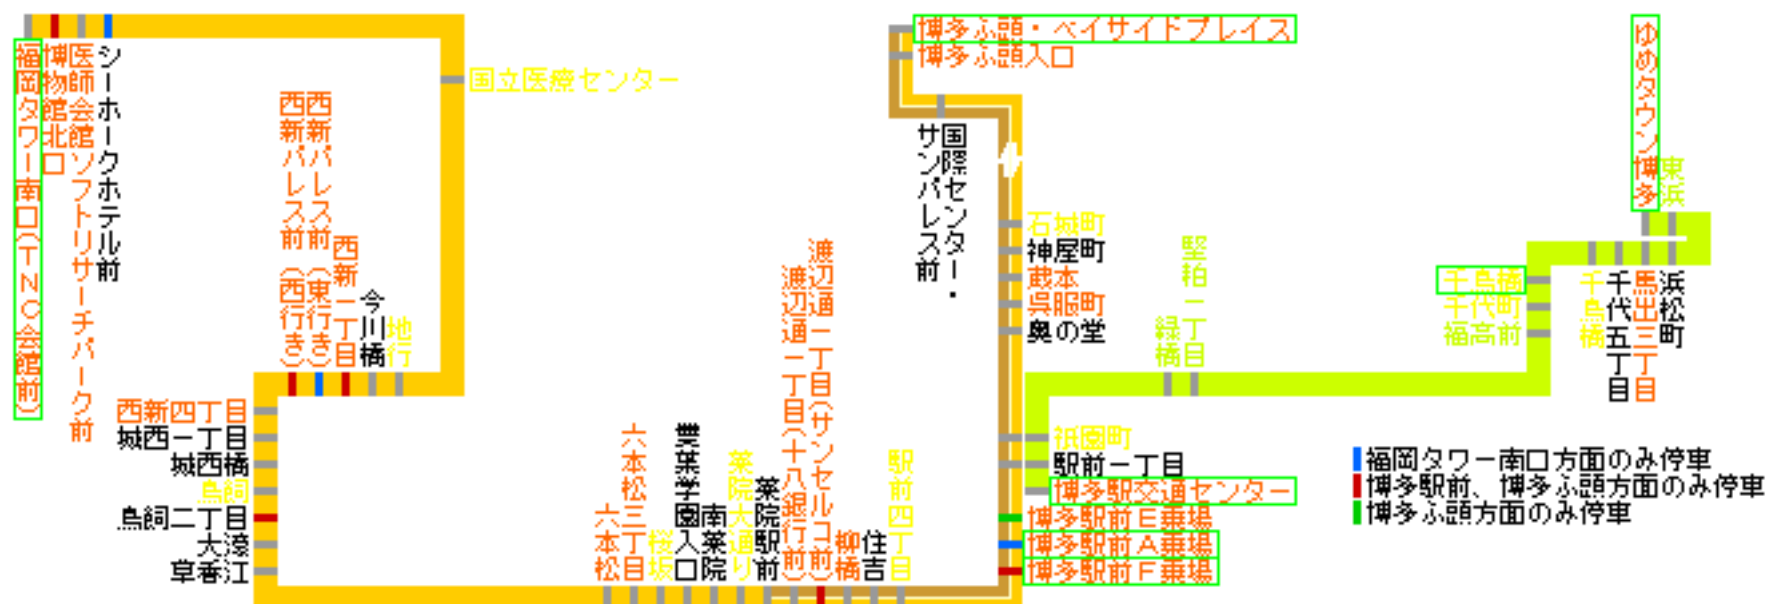 福岡タワー南口(TNC会館前)
博物館北口
医師会館ソフトリサーチパーク前
シーホークホテル前
国立医療センター
西新パレス前(西行き)
西新パレス前(東行き)
西新一丁目
今川橋
地行
西新四丁目
城西一丁目
城西橋
鳥飼
鳥飼二丁目
大濠
草香江
六本松
六本松三丁目
桜坂
雙葉学園入口
南薬院
薬院大通り
薬院駅前
渡辺通一丁目(十八銀行前)
渡辺通一丁目(サンセルコ前)
柳橋
住吉
駅前四丁目
博多ふ頭・ベイサイドプレイス
博多ふ頭入口
国際センター・
サンパレス前
石城町
神屋町
蔵本
呉服町
奥の堂
祇園町
駅前一丁目
博多駅交通センター
博多駅前E乗場
博多駅前A乗場
博多駅前F乗場
緑橋
堅粕一丁目
千鳥橋
千代町
福高前
千鳥橋
千代五丁目
馬出三丁目
浜松町
ゆめタウン博多
東浜
福岡タワー南口方面のみ停車
博多駅前、博多ふ頭方面のみ停車
博多ふ頭方面のみ停車